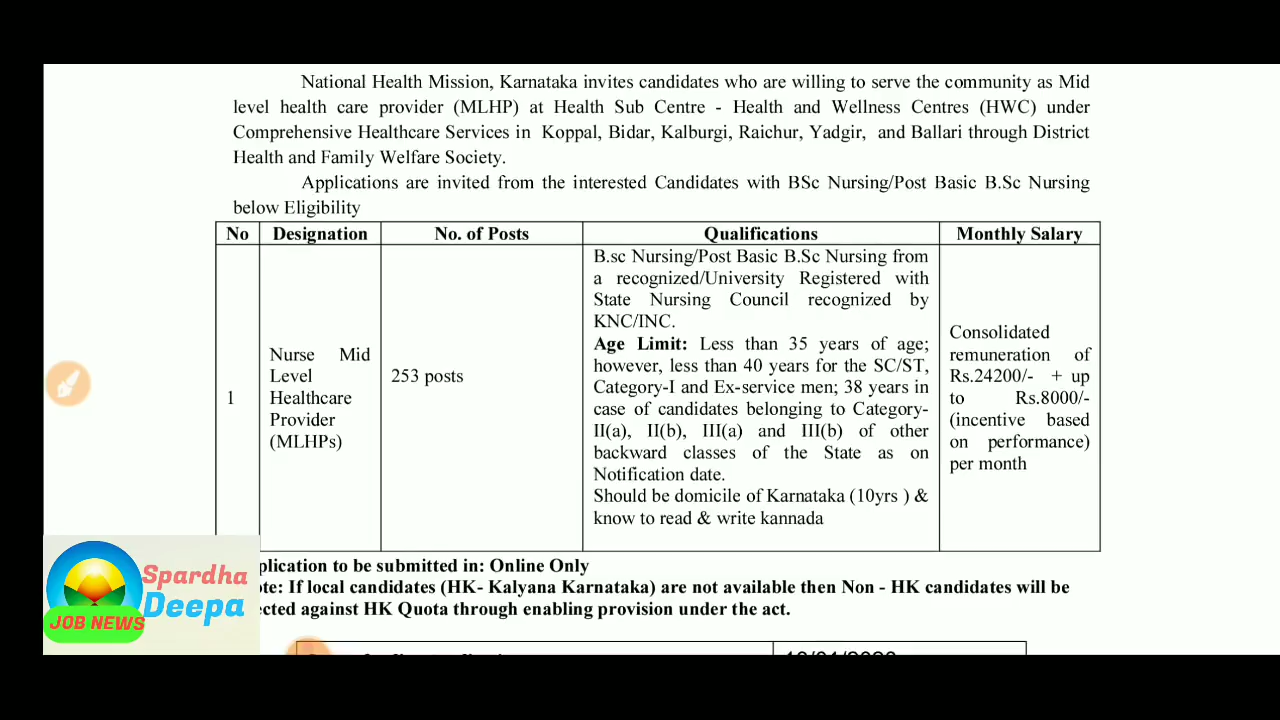 National Health Mission, Karnataka invites candidates who are willing to serve the community as Mid
level health care provider (MLHP) at Health Sub Centre - Health and Wellness Centres (HWC) under
Comprehensive Healthcare Services in Koppal, Bidar, Kalburgi, Raichur, Yadgir, and Ballari through District
Health and Family Welfare Society.
Applications are invited from the interested Candidates with BSc Nursing/Post Basic B.Sc Nursing
below Eligibility
No Designation No. of Posts Qualifications Monthly Salary
1
Nurse Mid
Level
Healthcare
Provider
(MLHPs)
253 posts
B.sc Nursing/Post Basic B.Sc Nursing from
a recognized/University Registered with
State Nursing Council recognized by
KNC/INC.
Age Limit: Less than 35 years of age;
however, less than 40 years for the SC/ST,
Category-I and Ex-service men; 38 years in
case of candidates belonging to Category-
II(a), II(b), III(a) and III(b) of other
backward classes of the State as on
Notification date.
Should be domicile of Karnataka (10yrs ) &
know to read & write kannada
Consolidated
remuneration of
Rs.24200/- + up
to Rs.8000/-
(incentive based
on performance)
per month
plication to be submitted in: Online Only
ote: If local candidates (HK- Kalyana Karnataka) are not available then Non - HK candidates will be
ected against HK Quota through enabling provision under the act.
Spardha
Deepa
JOB NEWS